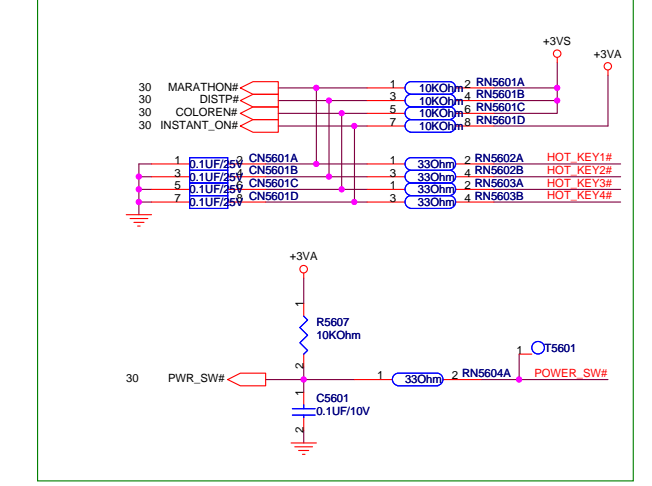 +3VS
+3VA
30 MARATHON# 1 10KOhm 2 RN5601A
30 DISTP# 3 10KOhm 4 RN5601B
30 COLOREN# 5 10KOhm 6 RN5601C
30 INSTANT_ON# 7 10KOhm 8 RN5601D
1 0.1UF/25V CN5601A 1 33Ohm 2 RN5602A HOT_KEY1#
3 0.1UF/25V CN5601B 3 33Ohm 4 RN5602B HOT_KEY2#
5 0.1UF/25V CN5601C 1 33Ohm 2 RN5603A HOT_KEY3#
7 0.1UF/25V CN5601D 3 33Ohm 4 RN5603B HOT_KEY4#
+3VA
1
R5607
10KOhm
2
1 T5601
30 PWR_SW# 1 33Ohm 2 RN5604A POWER_SW#
1
C5601
0.1UF/10V
2